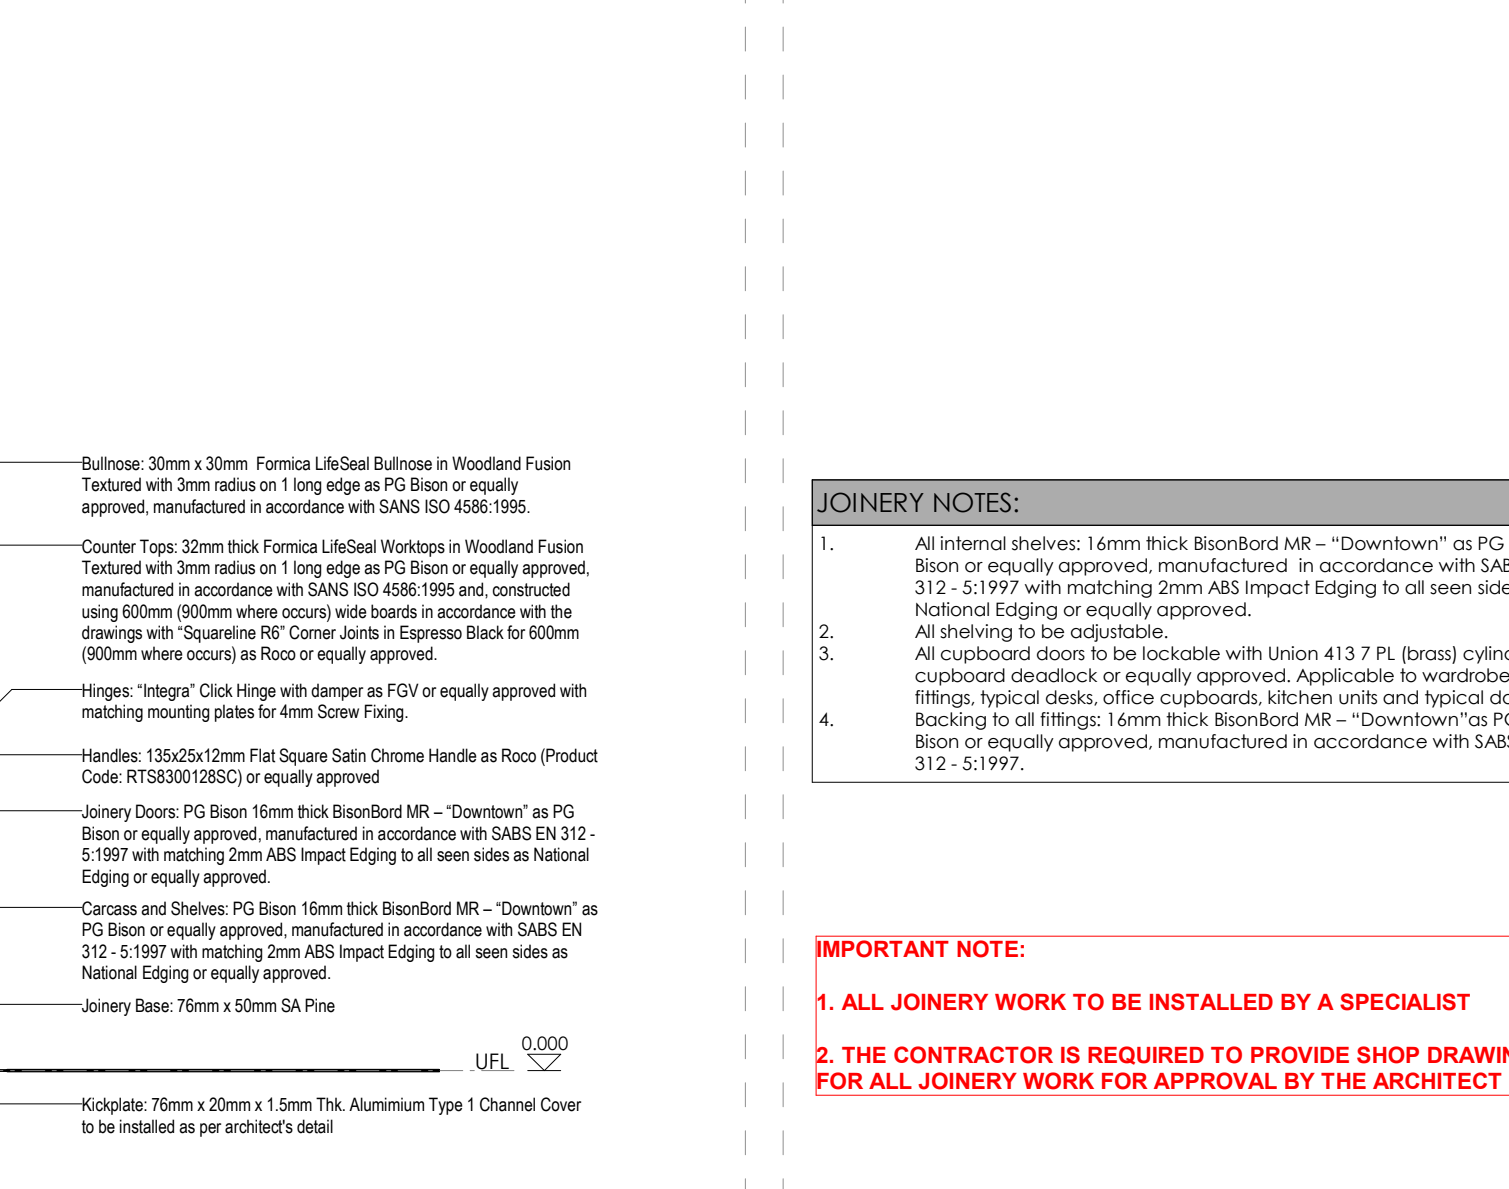 Bullnose: 30mm x 30mm  Formica LifeSeal Bullnose in Woodland Fusion
Textured with 3mm radius on 1 long edge as PG Bison or equally
approved, manufactured in accordance with SANS ISO 4586:1995.
Counter Tops: 32mm thick Formica LifeSeal Worktops in Woodland Fusion
Textured with 3mm radius on 1 long edge as PG Bison or equally approved,
manufactured in accordance with SANS ISO 4586:1995 and, constructed
using 600mm (900mm where occurs) wide boards in accordance with the
drawings with “Squareline R6” Corner Joints in Espresso Black for 600mm
(900mm where occurs) as Roco or equally approved.
Hinges: “Integra” Click Hinge with damper as FGV or equally approved with
matching mounting plates for 4mm Screw Fixing.
Handles: 135x25x12mm Flat Square Satin Chrome Handle as Roco (Product
Code: RTS8300128SC) or equally approved
Joinery Doors: PG Bison 16mm thick BisonBord MR – “Downtown” as PG
Bison or equally approved, manufactured in accordance with SABS EN 312 -
5:1997 with matching 2mm ABS Impact Edging to all seen sides as National
Edging or equally approved.
Carcass and Shelves: PG Bison 16mm thick BisonBord MR – “Downtown” as
PG Bison or equally approved, manufactured in accordance with SABS EN
312 - 5:1997 with matching 2mm ABS Impact Edging to all seen sides as
National Edging or equally approved.
Joinery Base: 76mm x 50mm SA Pine
0.000
UFL
Kickplate: 76mm x 20mm x 1.5mm Thk. Alumimium Type 1 Channel Cover
to be installed as per architect's detail
JOINERY NOTES:
1. All internal shelves: 16mm thick BisonBord MR – “Downtown” as PG
Bison or equally approved, manufactured  in accordance with
312 - 5:1997 with matching 2mm ABS Impact Edging to all seen
National Edging or equally approved.
2. All shelving to be adjustable.
3. All cupboard doors to be lockable with Union 413 7 PL (brass)
cupboard deadlock or equally approved. Applicable to wardrobe
fittings, typical desks, office cupboards, kitchen units and typical
4. Backing to all fittings: 16mm thick BisonBord MR – “Downtown”as
Bison or equally approved, manufactured in accordance with
312 - 5:1997.
IMPORTANT NOTE:
1. ALL JOINERY WORK TO BE INSTALLED BY A SPECIALIST
2. THE CONTRACTOR IS REQUIRED TO PROVIDE SHOP
FOR ALL JOINERY WORK FOR APPROVAL BY THE ARCHITECT